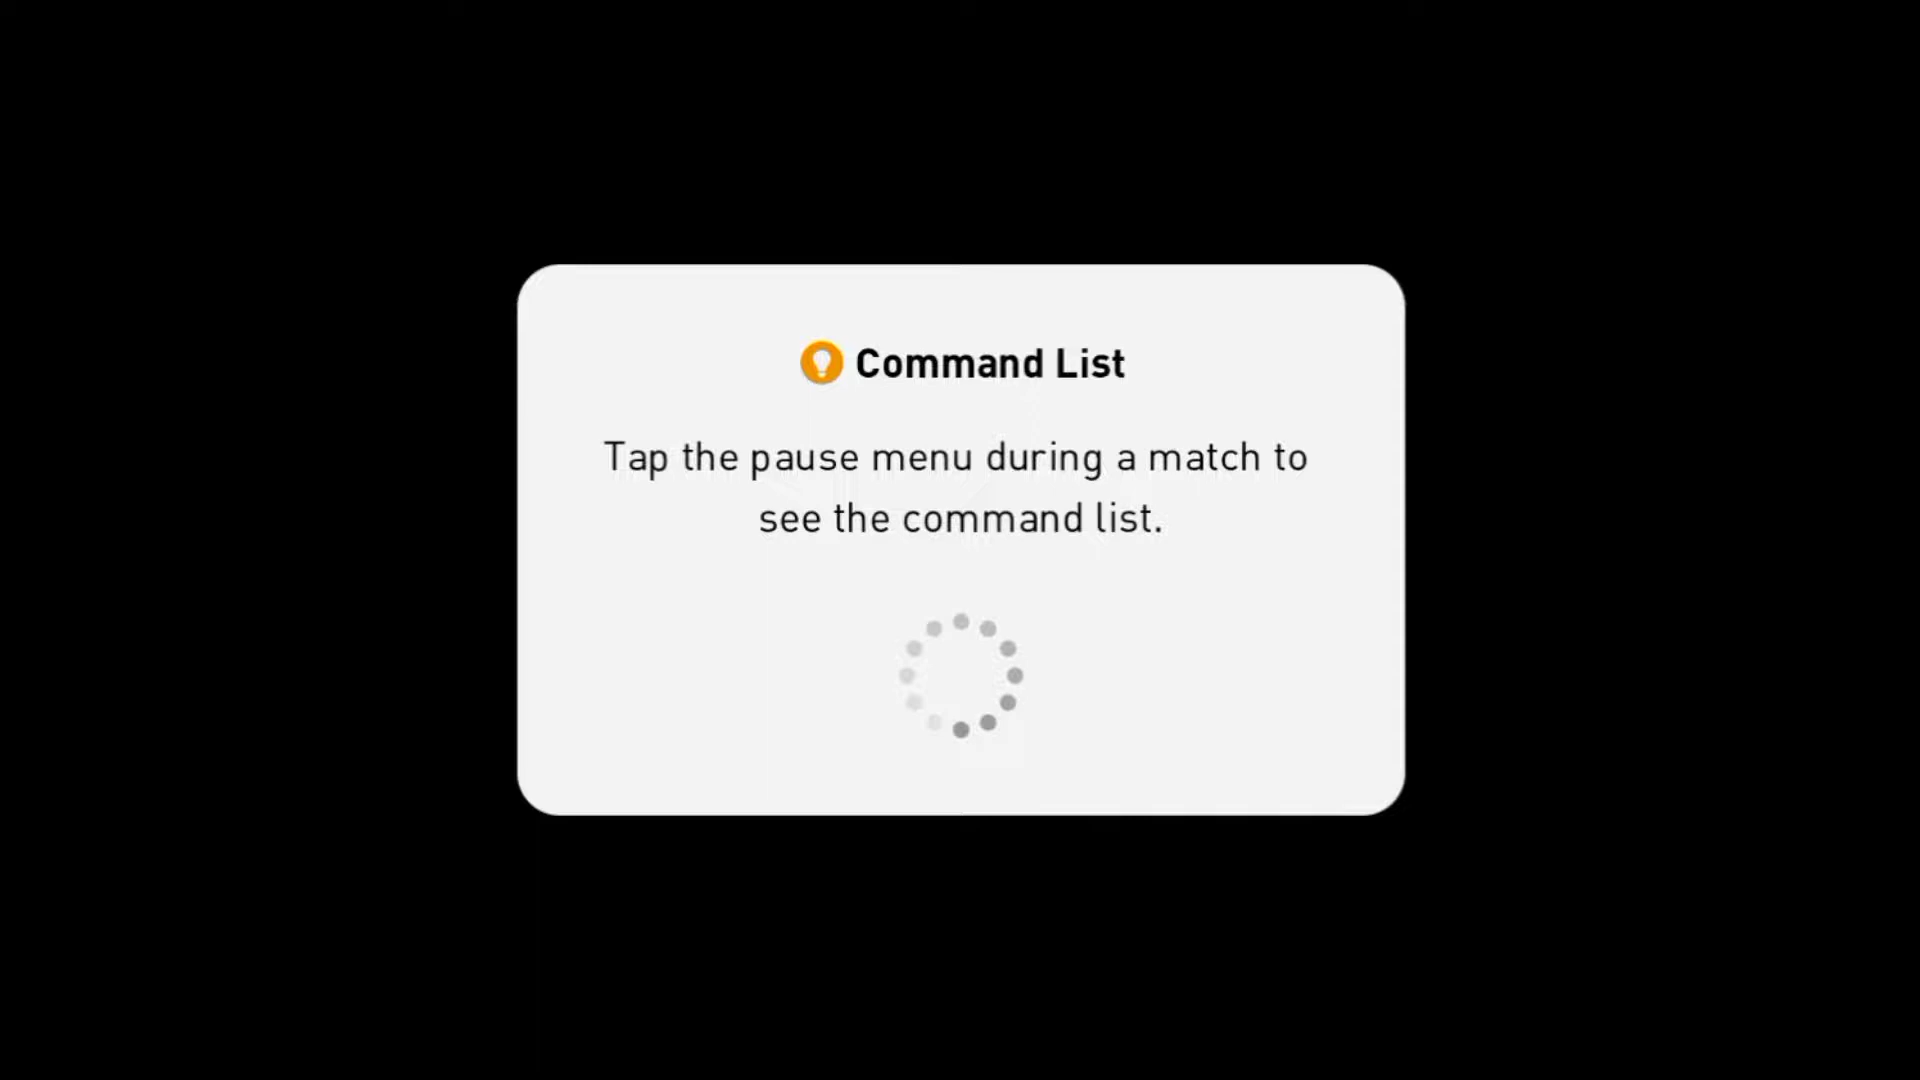 Command List
Tap the pause menu during a match to
see the command list.